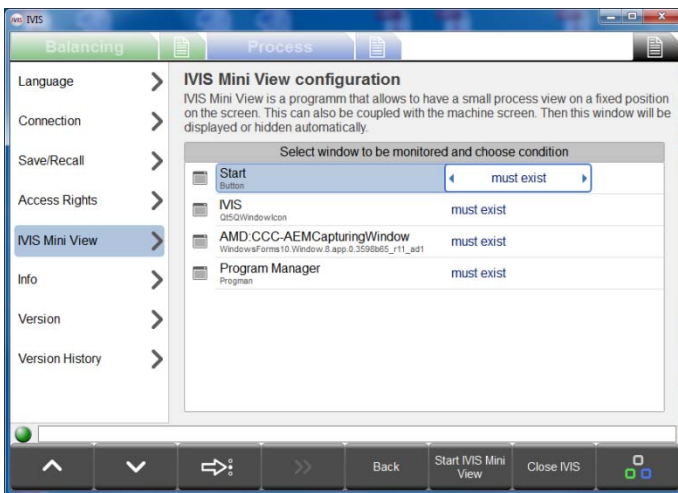 IVIS
Balancing
Process
Language
Connection
Save/Recall
Access Rights
IVIS Mini View
Info
Version
Version History
IVIS Mini View configuration
IVIS Mini View is a programm that allows to have a small process view on a fixed position
on the screen. This can also be coupled with the machine screen. Then this window will be
displayed or hidden automatically.
Select window to be monitored and choose condition
Start
Button
must exist
IVIS
Qt5QWindowIcon
must exist
AMD:CCC-AEMCapturingWindow
WindowsForms10.Window.8.app.0.3598b65_r11_ad1
must exist
Program Manager
Progman
must exist
Back
Start IVIS Mini
View
Close IVIS